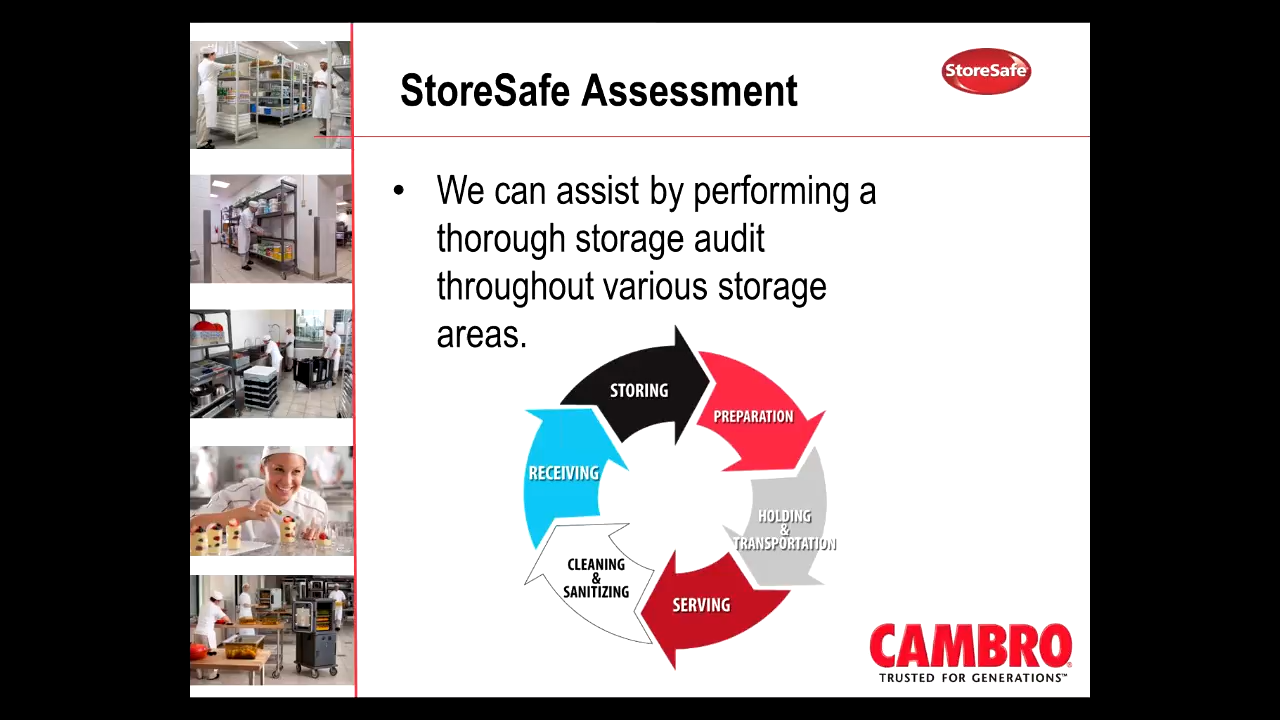 StoreSafe Assessment
StoreSafe®
• We can assist by performing a
thorough storage audit
throughout various storage
areas.
STORING
PREPARATION
RECEIVING
HOLDING
&
TRANSPORTATION
CLEANING
&
SANITIZING
SERVING
CAMBRO®
TRUSTED FOR GENERATIONS™